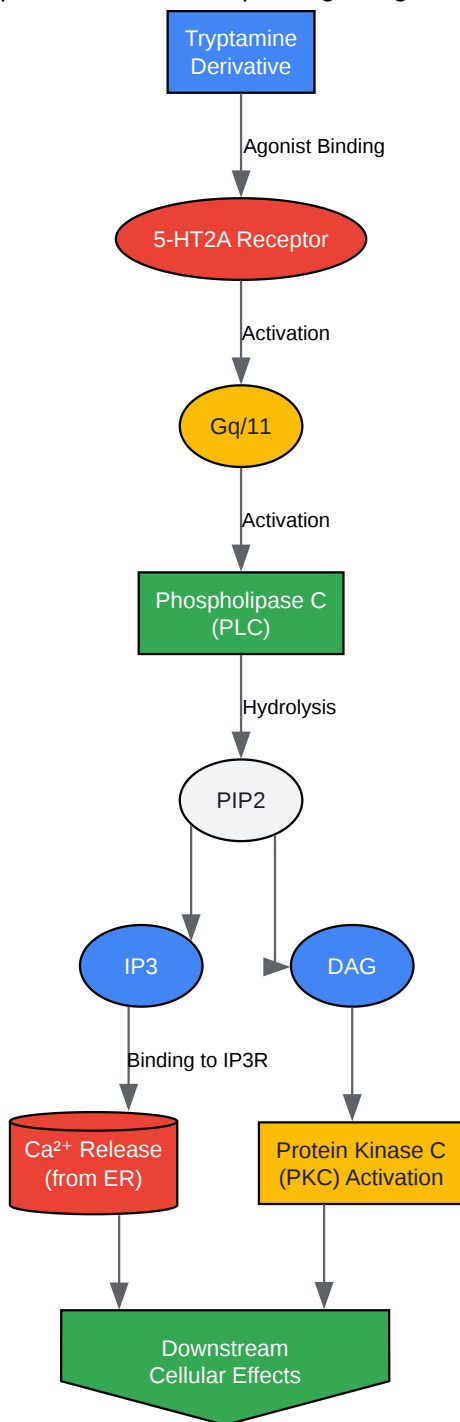 Tryptamine
Derivative
Agonist Binding
5-HT2A Receptor
Activation
Gq/11
Activation
Phospholipase C
(PLC)
Hydrolysis
PIP2
IP3
DAG
Binding to IP3R
Ca²⁺ Release
(from ER)
Protein Kinase C
(PKC) Activation
Downstream
Cellular Effects